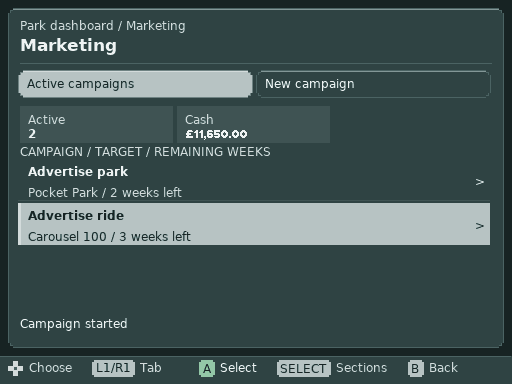 Park dashboard / Marketing
Marketing
Active campaigns
New campaign
Active
2
Cash
£11,650.00
CAMPAIGN / TARGET / REMAINING WEEKS
Advertise park
Pocket Park / 2 weeks left
>
Advertise ride
Carousel 100 / 3 weeks left
>
Campaign started
Choose L1/R1 Tab A Select SELECT Sections B Back